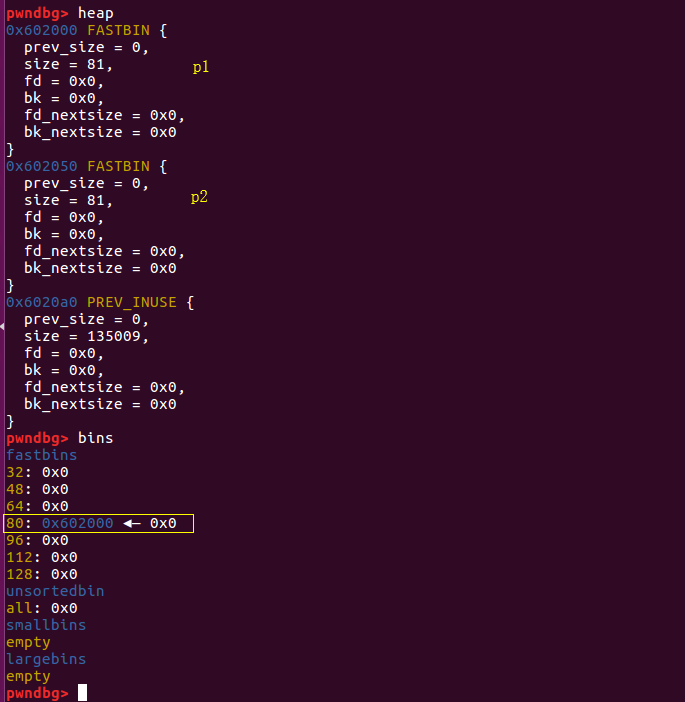 pwndbg> heap
0x602000 FASTBIN {
  prev_size = 0,
  size = 81,
  fd = 0x0,
  bk = 0x0,
  fd_nextsize = 0x0,
  bk_nextsize = 0x0
}
p1
0x602050 FASTBIN {
  prev_size = 0,
  size = 81,
  fd = 0x0,
  bk = 0x0,
  fd_nextsize = 0x0,
  bk_nextsize = 0x0
}
p2
0x6020a0 PREV_INUSE {
  prev_size = 0,
  size = 135009,
  fd = 0x0,
  bk = 0x0,
  fd_nextsize = 0x0,
  bk_nextsize = 0x0
}
pwndbg> bins
fastbins
32: 0x0
48: 0x0
64: 0x0
80: 0x602000 ◂— 0x0
96: 0x0
112: 0x0
128: 0x0
unsortedbin
all: 0x0
smallbins
empty
largebins
empty
pwndbg>